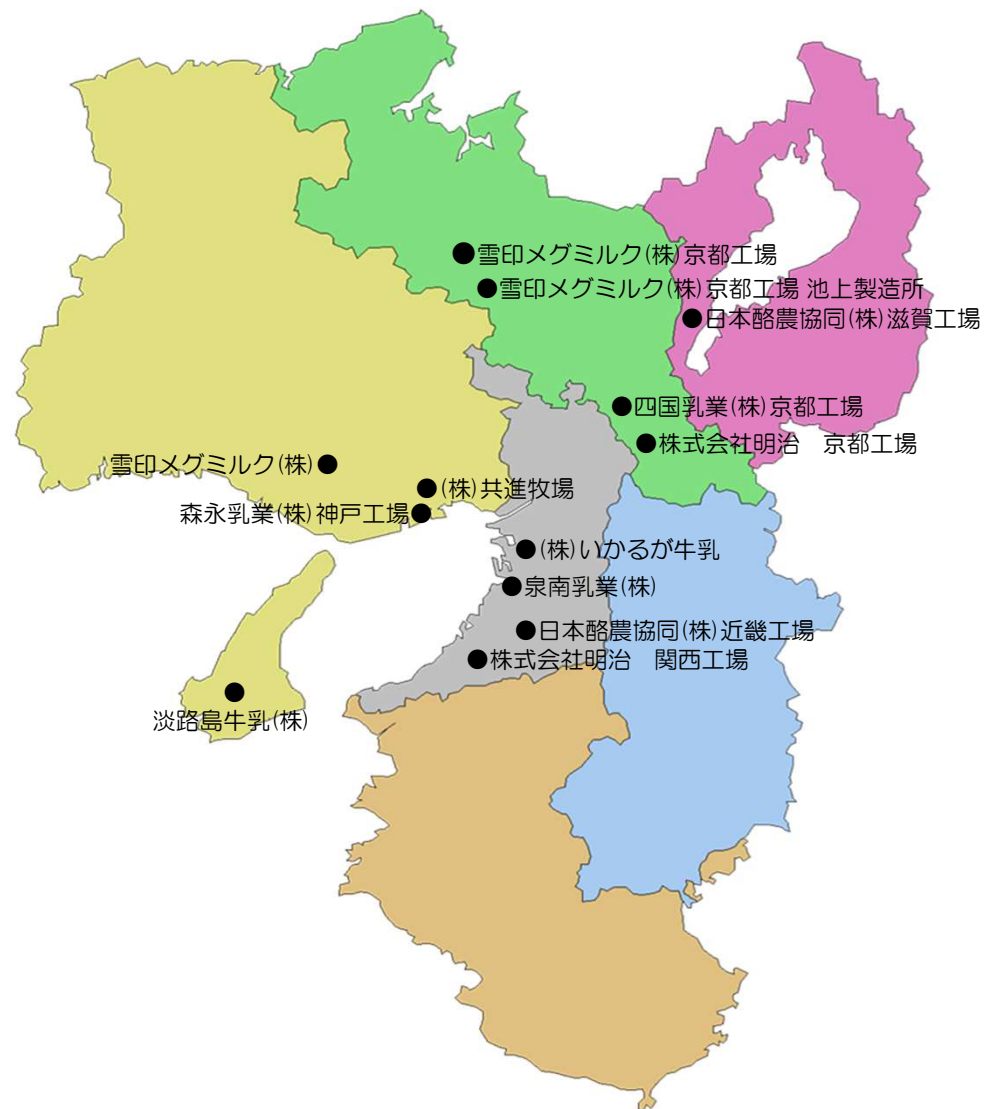 雪印メグミルク(株)京都工場
雪印メグミルク(株)京都工場 池上製造所
日本酪農協同(株)滋賀工場
四国乳業(株)京都工場
株式会社明治　京都工場
雪印メグミルク(株)
(株)共進牧場
森永乳業(株)神戸工場
(株)いかるが牛乳
泉南乳業(株)
日本酪農協同(株)近畿工場
株式会社明治　関西工場
淡路島牛乳(株)